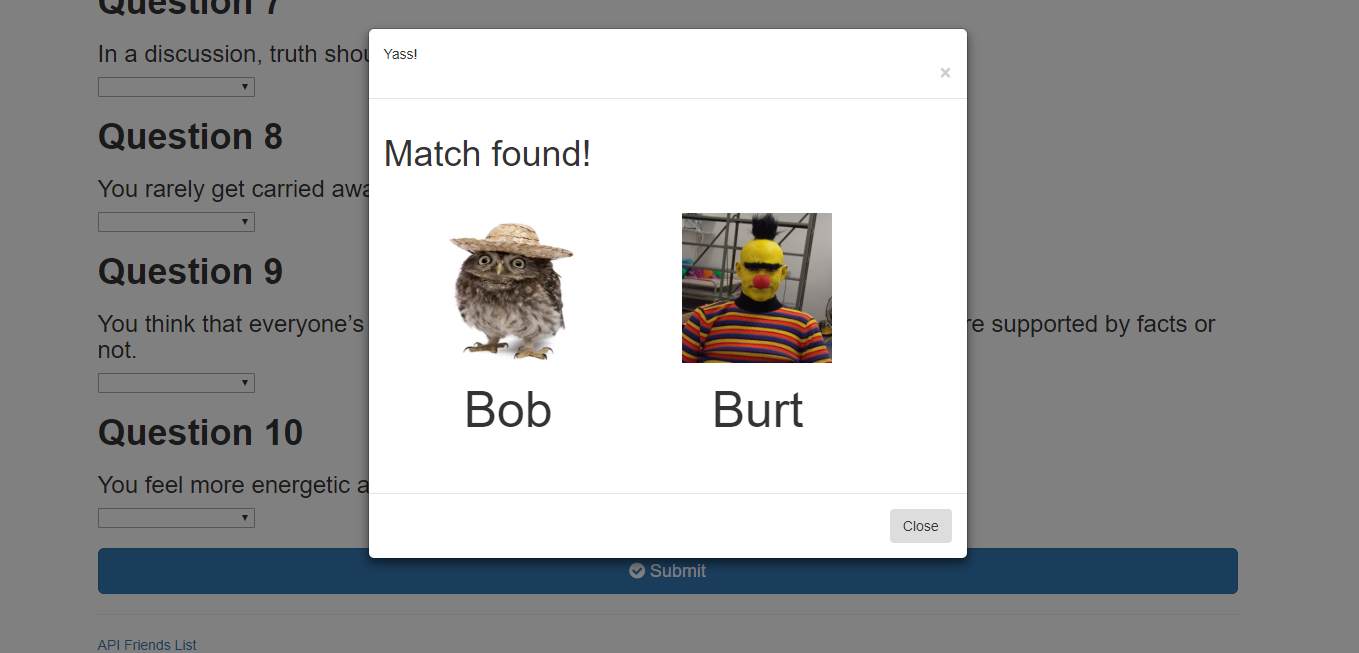 Question 7
In a discussion, truth shou
Question 8
You rarely get carried awa
Question 9
You think that everyone’s
re supported by facts or
not.
Question 10
You feel more energetic a
Submit
API Friends List
Yass!
×
Match found!
Bob
Burt
Close